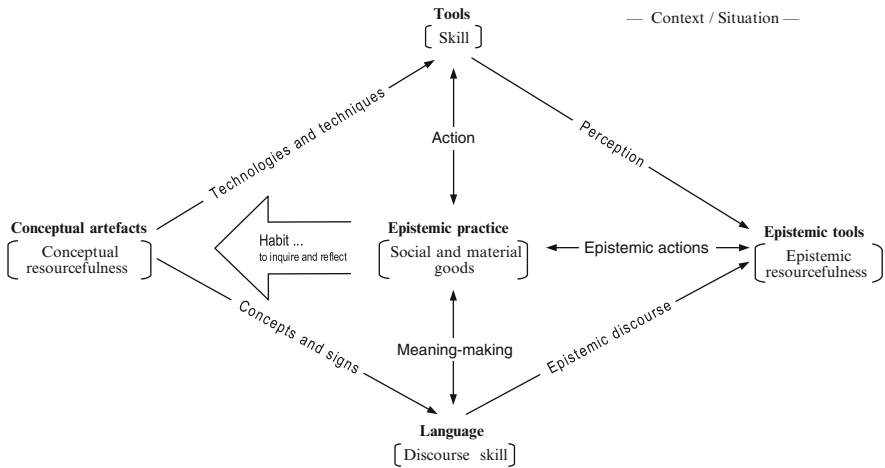 Tools
Skill
— Context / Situation —
Technologies and techniques
Action
Perception
Conceptual artefacts
Conceptual
resourcefulness
Habit ...
to inquire and reflect
Epistemic practice
Social and material
goods
Epistemic actions
Epistemic tools
Epistemic
resourcefulness
Concepts and signs
Meaning-making
Epistemic discourse
Language
Discourse skill